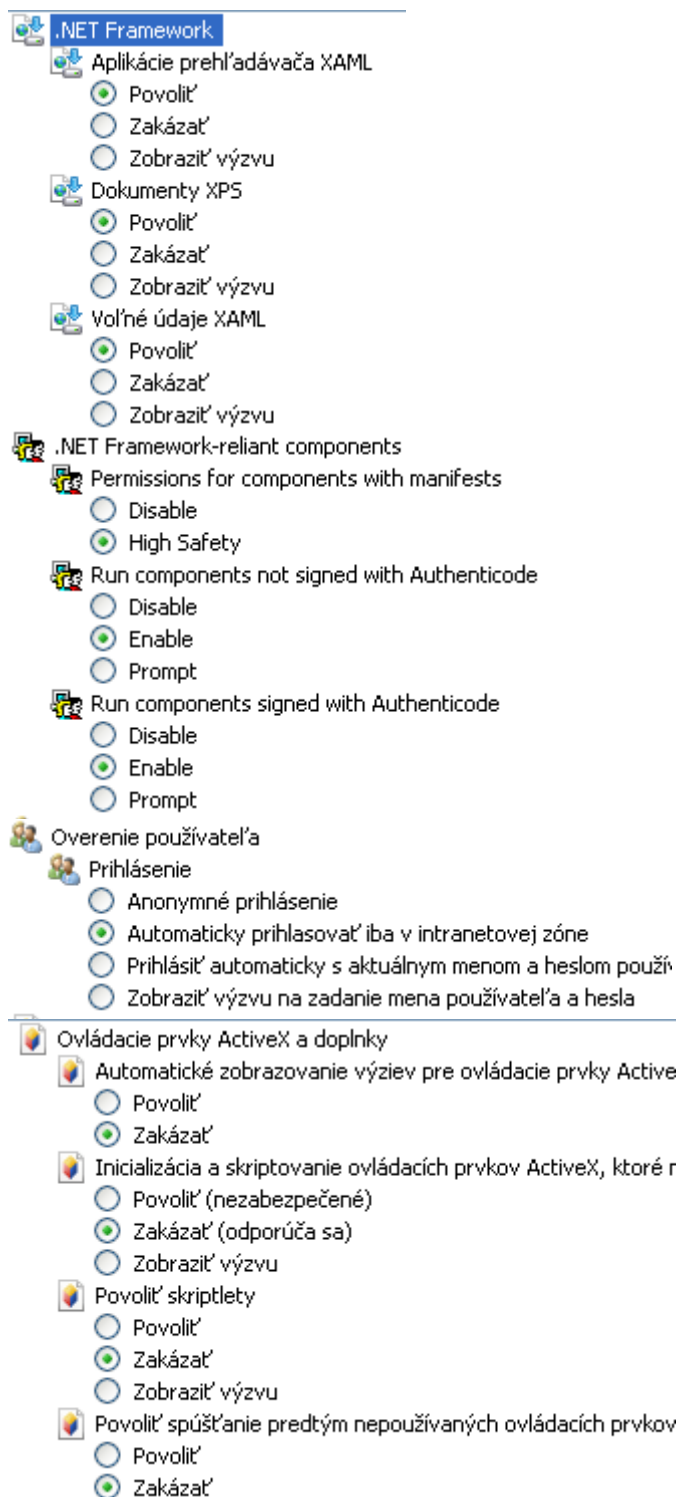 .NET Framework
Aplikácie prehľadávača XAML
Povoliť
Zakázať
Zobraziť výzvu
Dokumenty XPS
Povoliť
Zakázať
Zobraziť výzvu
Voľné údaje XAML
Povoliť
Zakázať
Zobraziť výzvu
.NET Framework-reliant components
Permissions for components with manifests
Disable
High Safety
Run components not signed with Authenticode
Disable
Enable
Prompt
Run components signed with Authenticode
Disable
Enable
Prompt
Overenie používateľa
Prihlásenie
Anonymné prihlásenie
Automaticky prihlasovať iba v intranetovej zóne
Prihlásiť automaticky s aktuálnym menom a heslom použív
Zobraziť výzvu na zadanie mena používateľa a hesla
Ovládacie prvky ActiveX a doplnky
Automatické zobrazovanie výziev pre ovládacie prvky Active
Povoliť
Zakázať
Inicializácia a skriptovanie ovládacích prvkov ActiveX, ktoré
Povoliť (nezabezpečené)
Zakázať (odporúča sa)
Zobraziť výzvu
Povoliť skriptlety
Povoliť
Zakázať
Zobraziť výzvu
Povoliť spúšťanie predtým nepoužívaných ovládacích prvkov
Povoliť
Zakázať